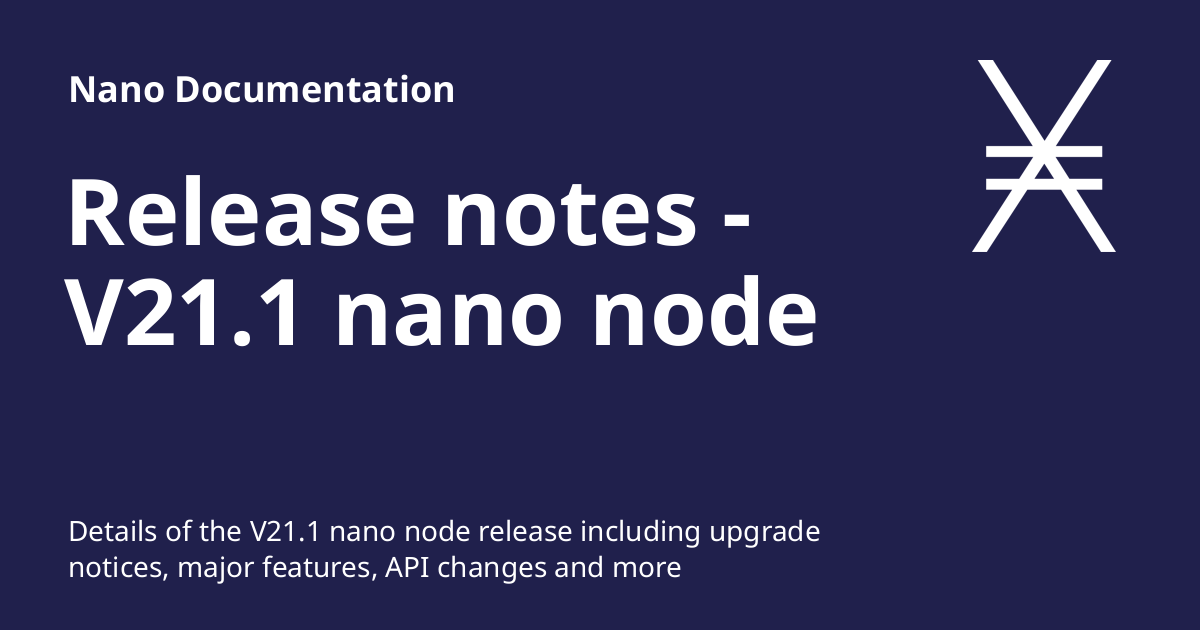 Nano Documentation
Release notes -
V21.1 nano node
Details of the V21.1 nano node release including upgrade
notices, major features, API changes and more